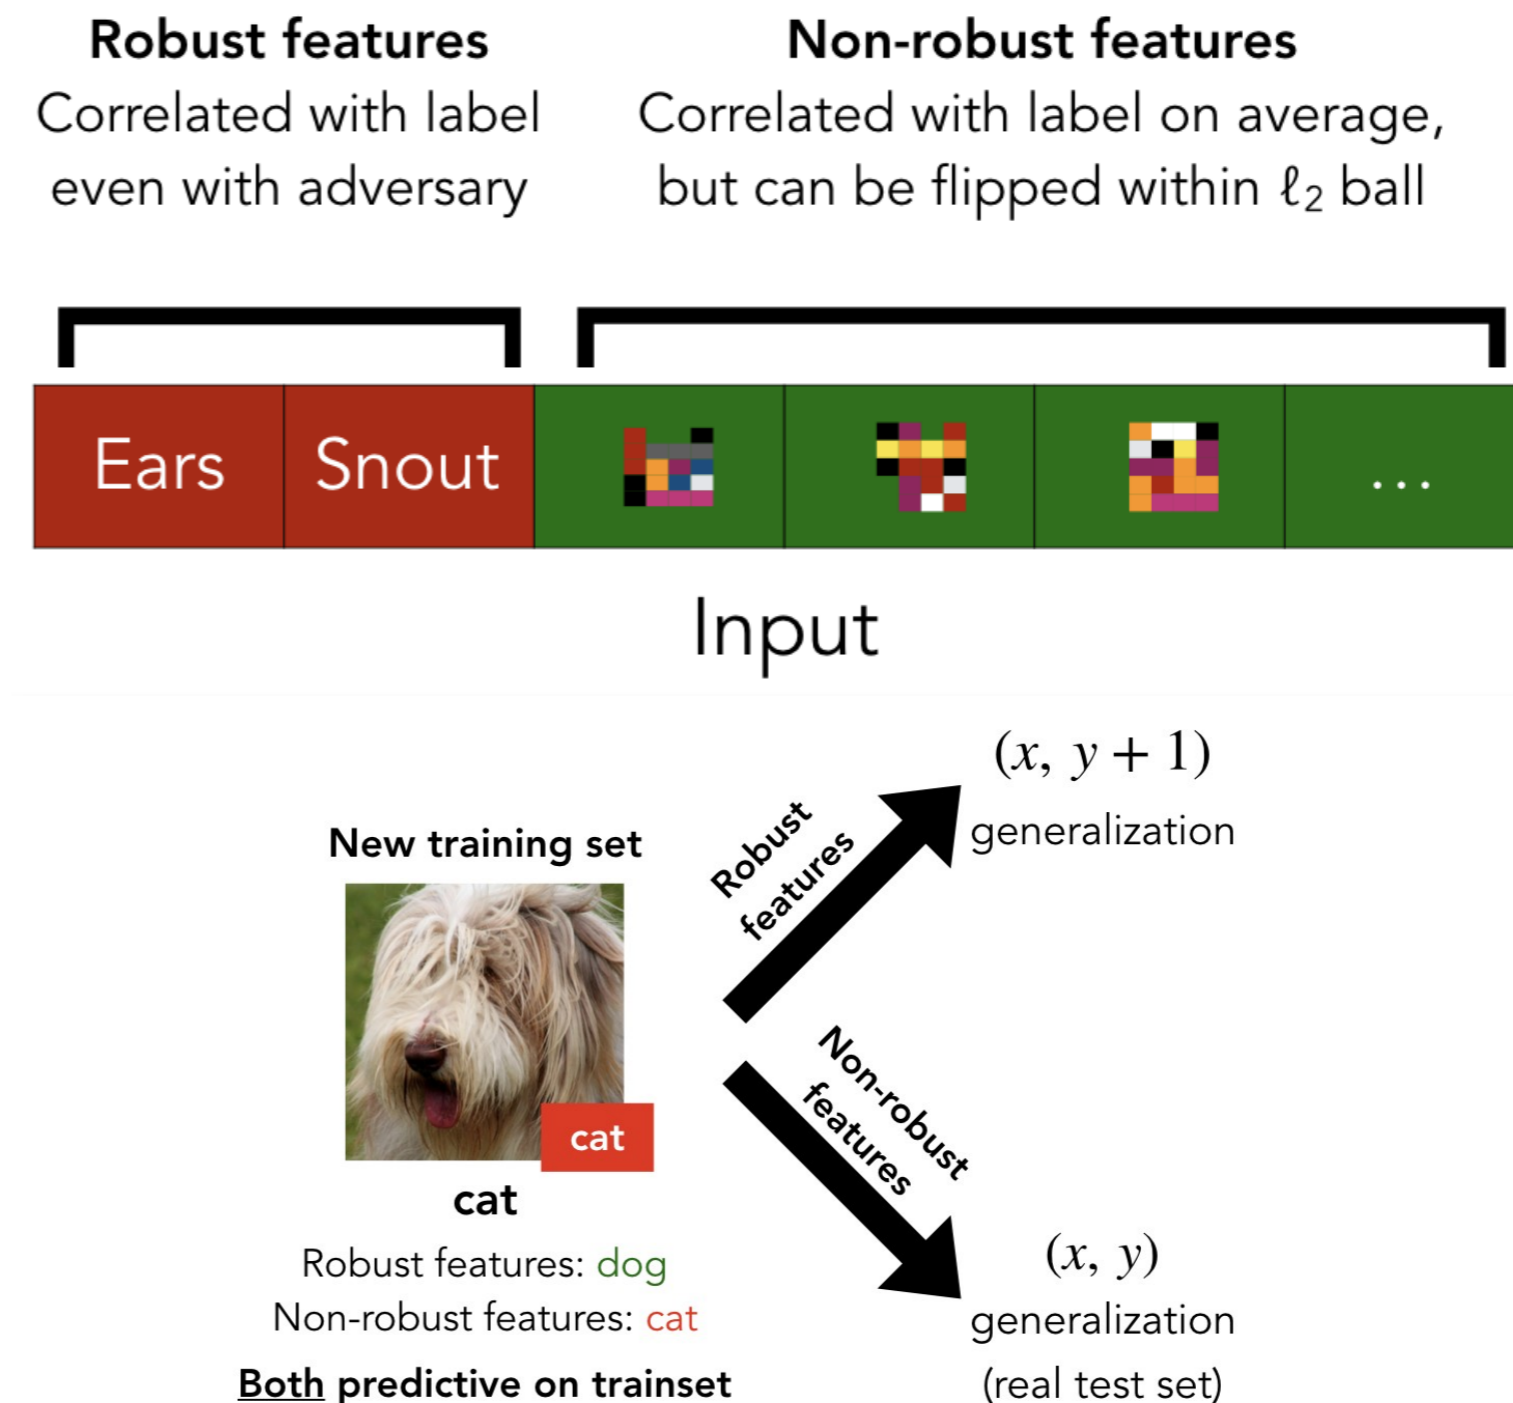 Robust features
Correlated with label
even with adversary
Non-robust features
Correlated with label on average,
but can be flipped within ℓ₂ ball
Ears
Snout
...
Input
New training set
cat
cat
Robust features: dog
Non-robust features: cat
Both predictive on trainset
Robust
features
(x, y + 1)
generalization
Non-robust
features
(x, y)
generalization
(real test set)